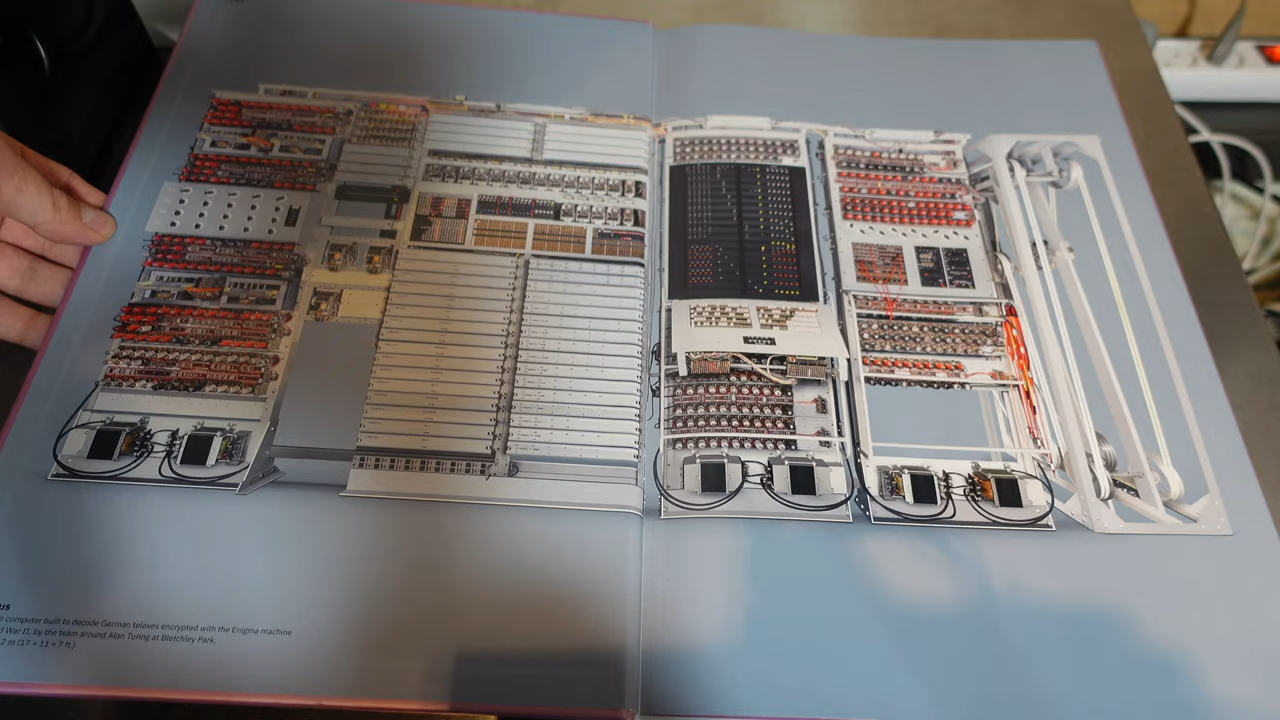 us
e computer built to decode German telexes encrypted with the Enigma machine
d War II, by the team around Alan Turing at Bletchley Park.
2 m (17 × 11 × 7 ft.)